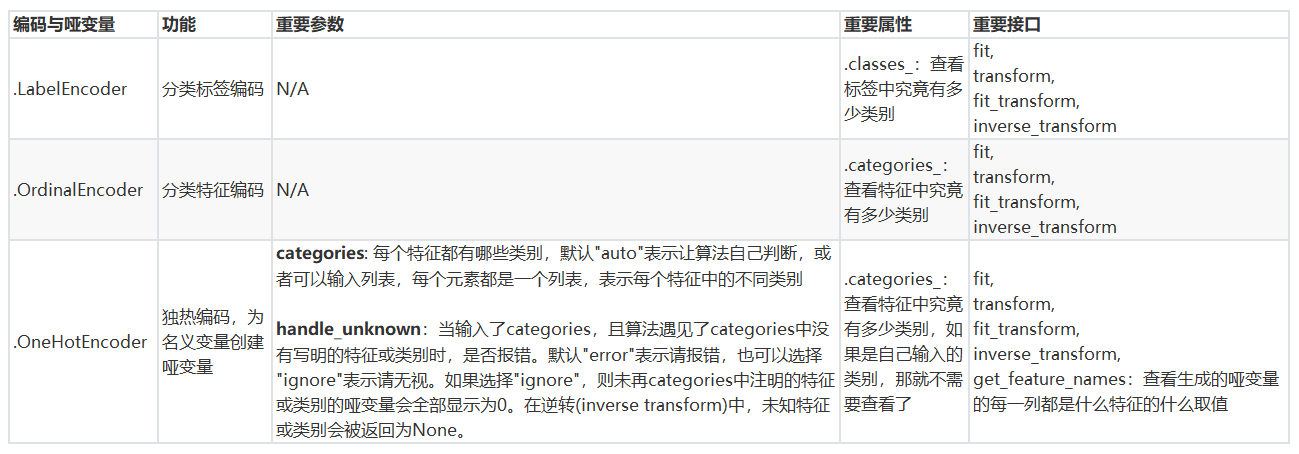 编码与哑变量 功能 重要参数 重要属性 重要接口
.LabelEncoder 分类标签编码 N/A
.classes_：查看
标签中究竟有多
少类别
fit,
transform,
fit_transform,
inverse_transform
.OrdinalEncoder 分类特征编码 N/A
.categories_：
查看特征中究竟
有多少类别
fit,
transform,
fit_transform,
inverse_transform
.OneHotEncoder
独热编码，为
名义变量创建
哑变量
categories: 每个特征都有哪些类别，默认"auto"表示让算法自己判断，或
者可以输入列表，每个元素都是一个列表，表示每个特征中的不同类别
handle_unknown：当输入了categories，且算法遇见了categories中没
有写明的特征或类别时，是否报错。默认"error"表示请报错，也可以选择
"ignore"表示请无视。如果选择"ignore"，则未再categories中注明的特征
或类别的哑变量会全部显示为0。在逆转(inverse transform)中，未知特征
或类别会被返回为None。
.categories_：
查看特征中究竟
有多少类别，如
果是自己输入的
类别，那就不需
要查看了
fit,
transform,
fit_transform,
inverse_transform,
get_feature_names：查看生成的哑变量
的每一列都是什么特征的什么取值